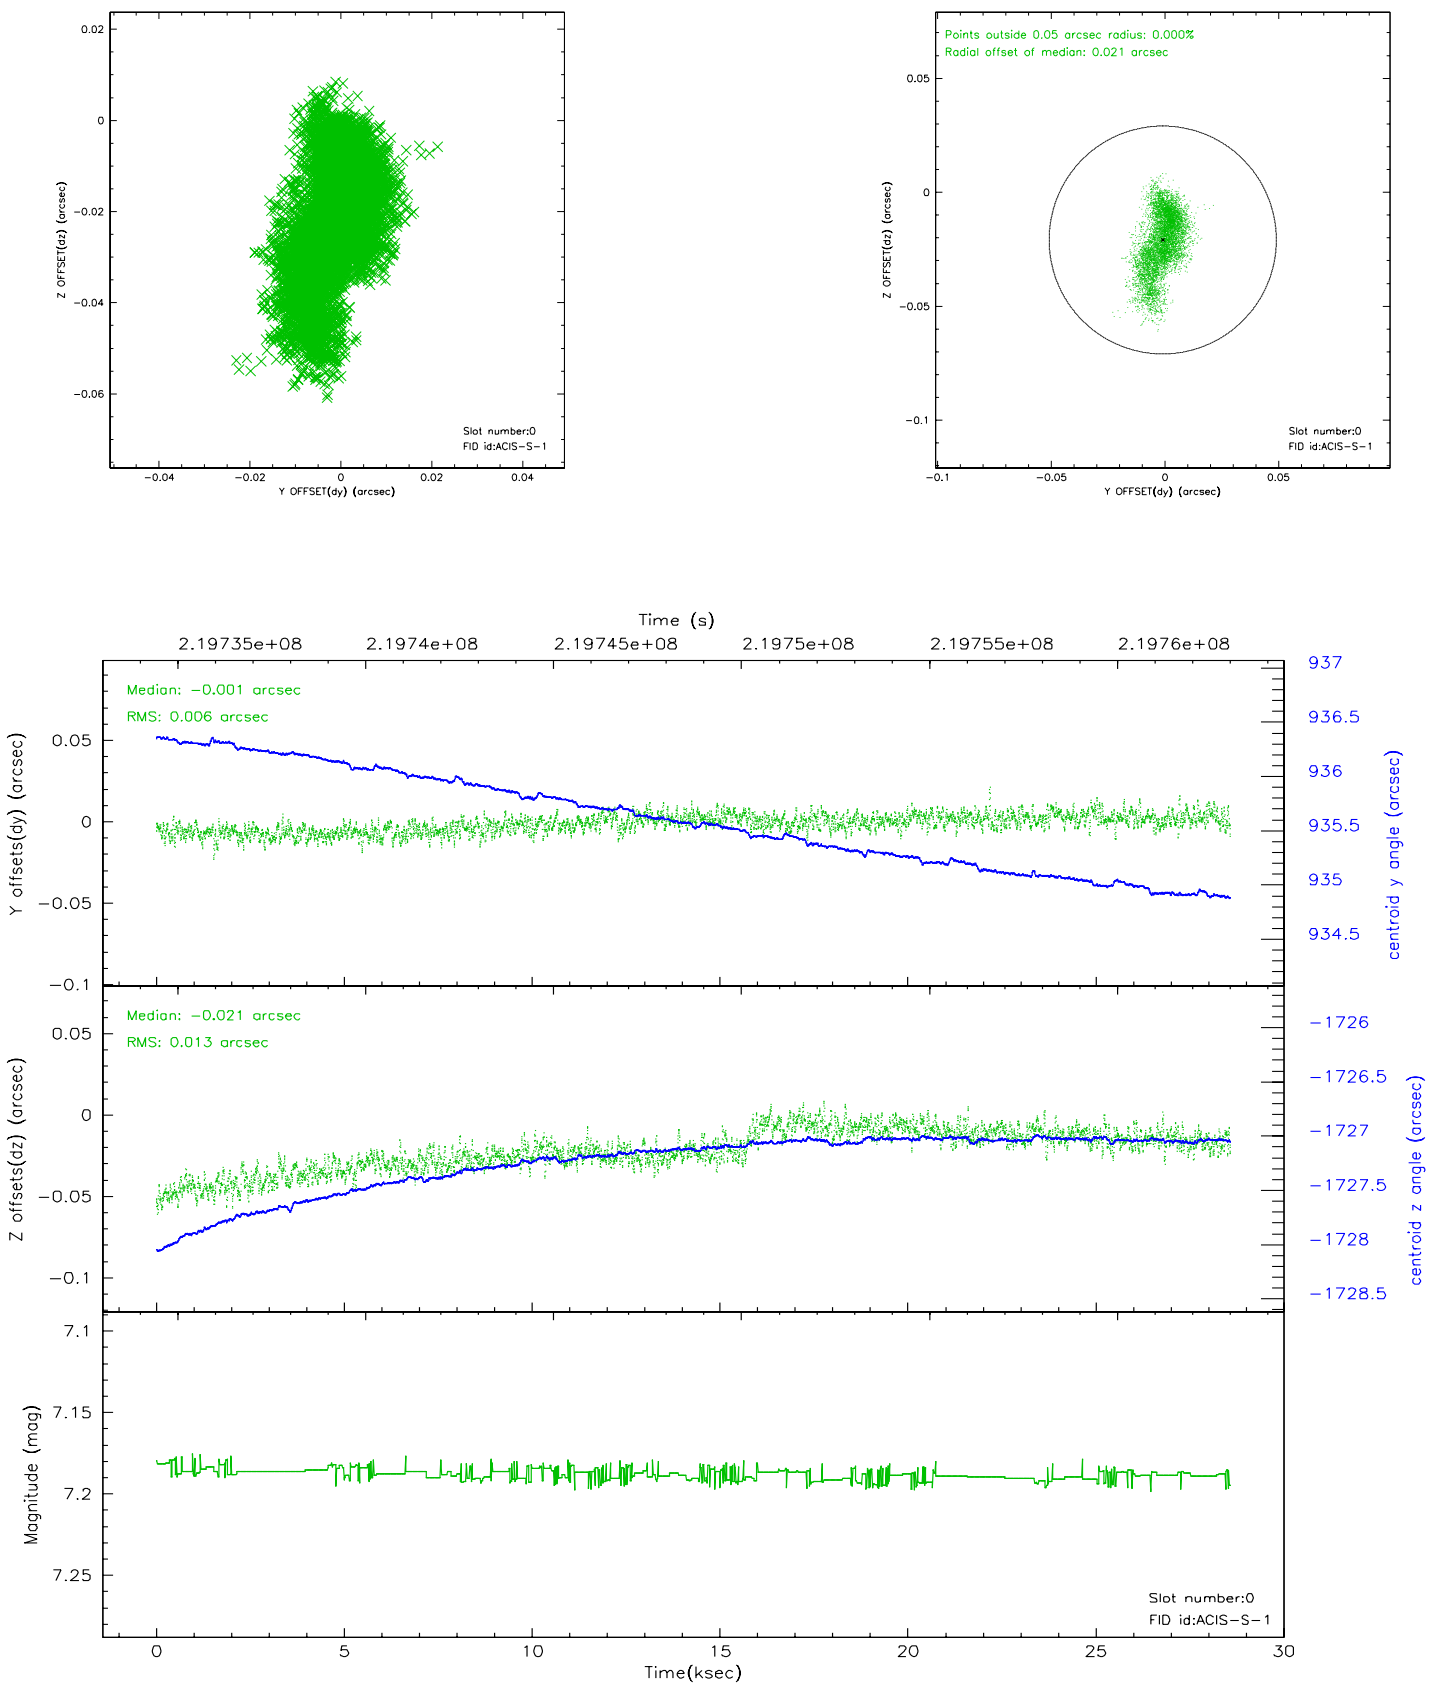 0.02
0
−0.02
−0.04
−0.06
Z OFFSET(dz) (arcsec)
Slot number:0
FID id:ACIS−S−1
−0.04 −0.02 0 0.02 0.04
Y OFFSET(dy) (arcsec)
Points outside 0.05 arcsec radius: 0.000%
Radial offset of median: 0.021 arcsec
0.05
0
−0.05
−0.1
Z OFFSET(dz) (arcsec)
Slot number:0
FID id:ACIS−S−1
−0.1 −0.05 0 0.05
Y OFFSET(dy) (arcsec)
Time (s)
2.19735e+08 2.1974e+08 2.19745e+08 2.1975e+08 2.19755e+08 2.1976e+08
Median: −0.001 arcsec
RMS: 0.006 arcsec
0.05
0
−0.05
−0.1
Y offsets(dy) (arcsec)
937
936.5
936
935.5
935
934.5
centroid y angle (arcsec)
Median: −0.021 arcsec
RMS: 0.013 arcsec
0.05
0
−0.05
−0.1
Z offsets(dz) (arcsec)
−1726
−1726.5
−1727
−1727.5
−1728
−1728.5
centroid z angle (arcsec)
7.1
7.15
7.2
7.25
Magnitude (mag)
Slot number:0
FID id:ACIS−S−1
0 5 10 15 20 25 30
Time(ksec)